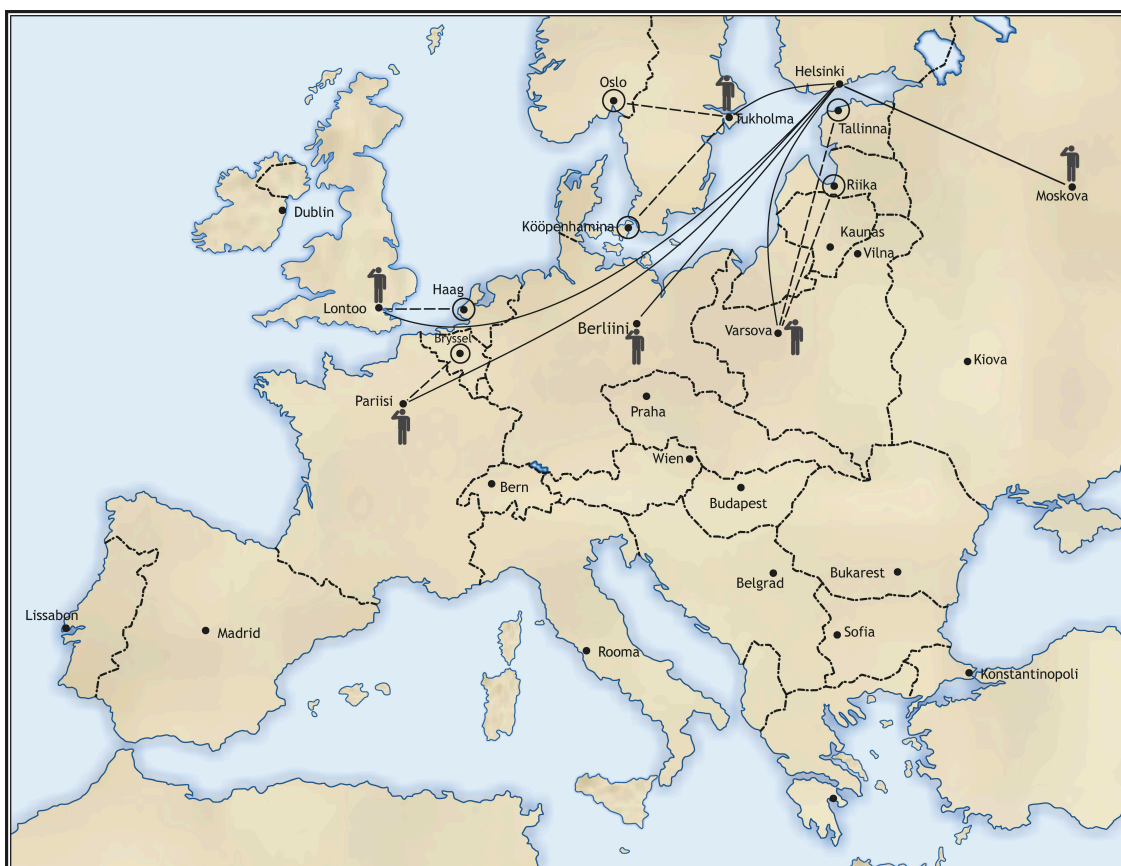 Helsinki
Oslo
Tukholma
Tallinna
Riika
Moskova
Dublin
Kööpenhamina
Kaunas
Vilna
Haag
Lontoo
Berliini
Varsova
Bryssel
Kiova
Pariisi
Praha
Wien
Bern
Budapest
Belgrad
Bukarest
Lissabon
Madrid
Sofia
Rooma
Konstantinopoli